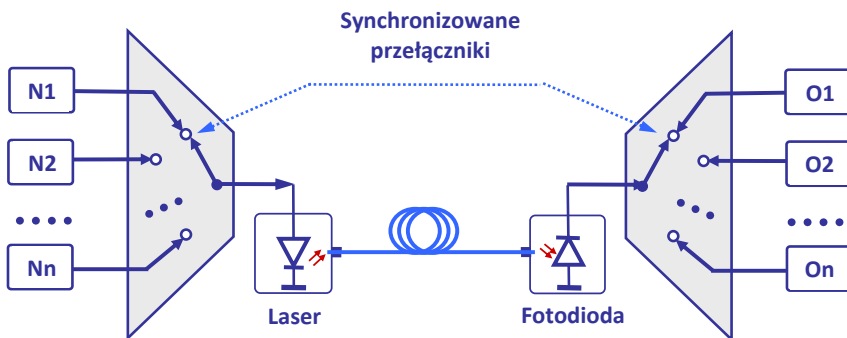 Synchronizowane
przełączniki
N1
O1
N2
O2
Nn
On
Laser
Fotodioda